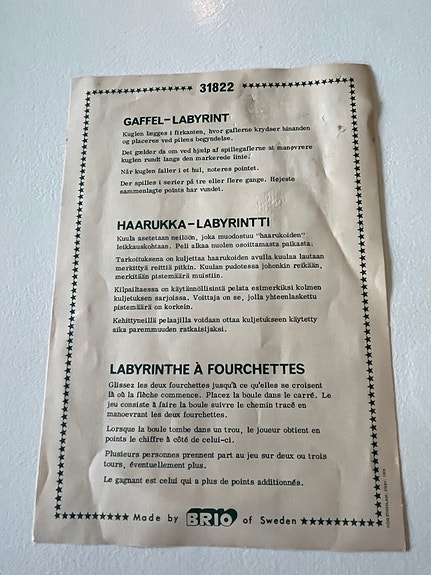 31822
GAFFEL-LABYRINT
Kuglen lægges i firkanten, hvor gaflerne krydser hinanden
og placeres ved pilens begyndelse.
Det gælder da om ved hjælp af spillegaflerne at manøvrere
kuglen rundt langs den markerede linie.
Når kuglen falder i et hul, noteres pointet.
Der spilles i serier på tre eller flere gange. Højeste
sammenlagte points har vundet.
HAARUKKA-LABYRINTTI
Kuula asetetaan neliöön, joka muodostuu "haarukoiden"
leikkauskohtaan. Peli alkaa nuolen osoittamasta paikasta.
Tarkoituksena on kuljettaa haarukoiden avulla kuulaa lautaan
merkittyä reittiä pitkin. Kuulan pudotessa johonkin reikään,
merkitään pistemäärä muistiin.
Kilpailtaessa on käytännöllisintä pelata esimerkiksi kolmen
kuljetuksen sarjoissa. Voittaja on se, jolla yhteenlaskettu
pistemäärä on korkein.
Kehittyneillä pelaajilla voidaan ottaa kuljetukseen käytetty
aika paremmuuden ratkaisijaksi.
LABYRINTHE À FOURCHETTES
Glissez les deux fourchettes jusqu'à ce qu'elles se croisent
là où la flèche commence. Placez la boule dans le carré. Le
jeu consiste à faire la boule suivre le chemin tracé en
manoevrant les deux fourchettes.
Lorsque la boule tombe dans un trou, le joueur obtient en
points le chiffre à côté de celui-ci.
Plusieurs personnes prennent part au jeu sur deux ou trois
tours, éventuellement plus.
Le gagnant est celui qui a plus de points additionnés.
Made by BRIO of Sweden